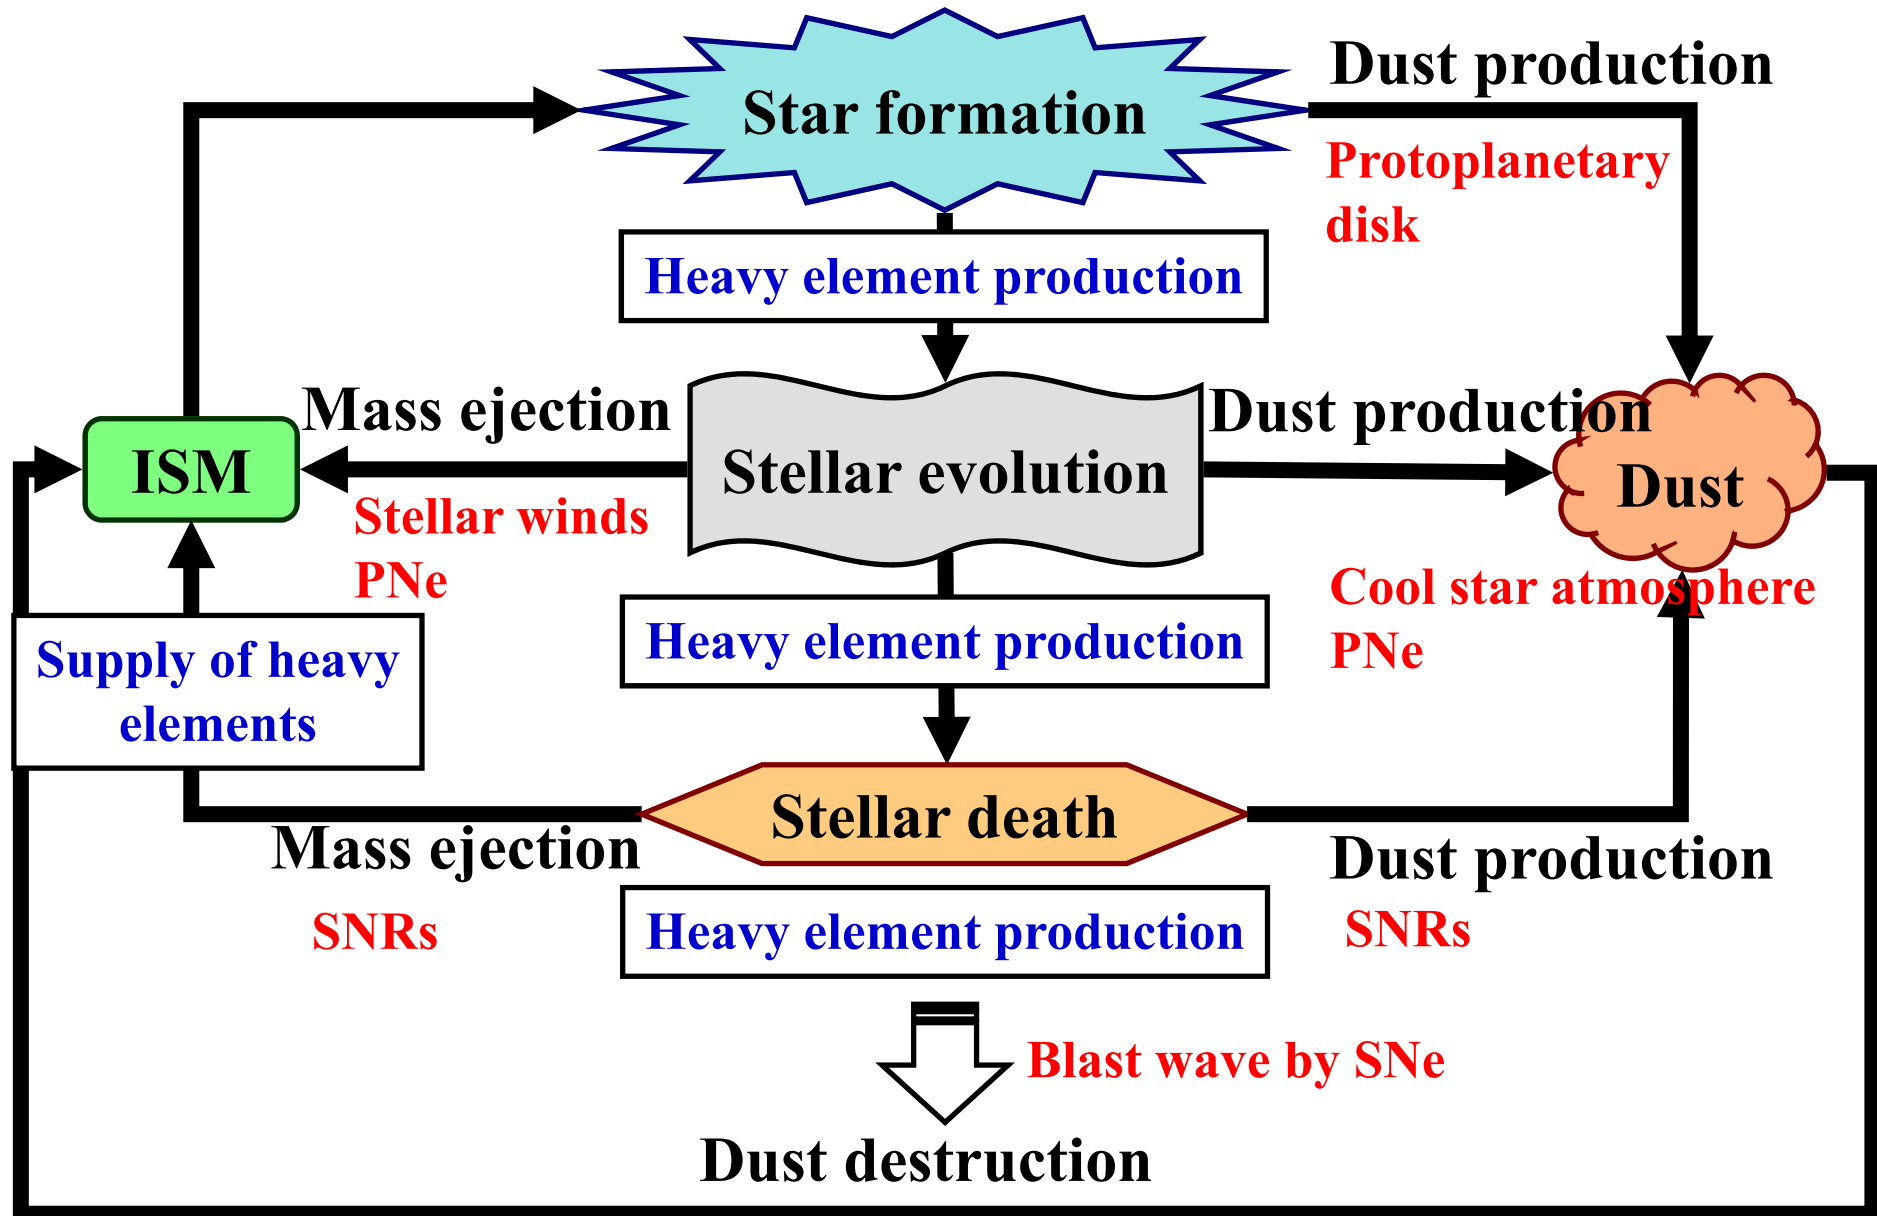 Star formation
Dust production
Protoplanetary
disk
Heavy element production
Mass ejection
Dust production
ISM
Stellar evolution
Dust
Stellar winds
PNe
Cool star atmosphere
PNe
Supply of heavy
elements
Heavy element production
Stellar death
Mass ejection
Dust production
SNRs
Heavy element production
SNRs
Blast wave by SNe
Dust destruction